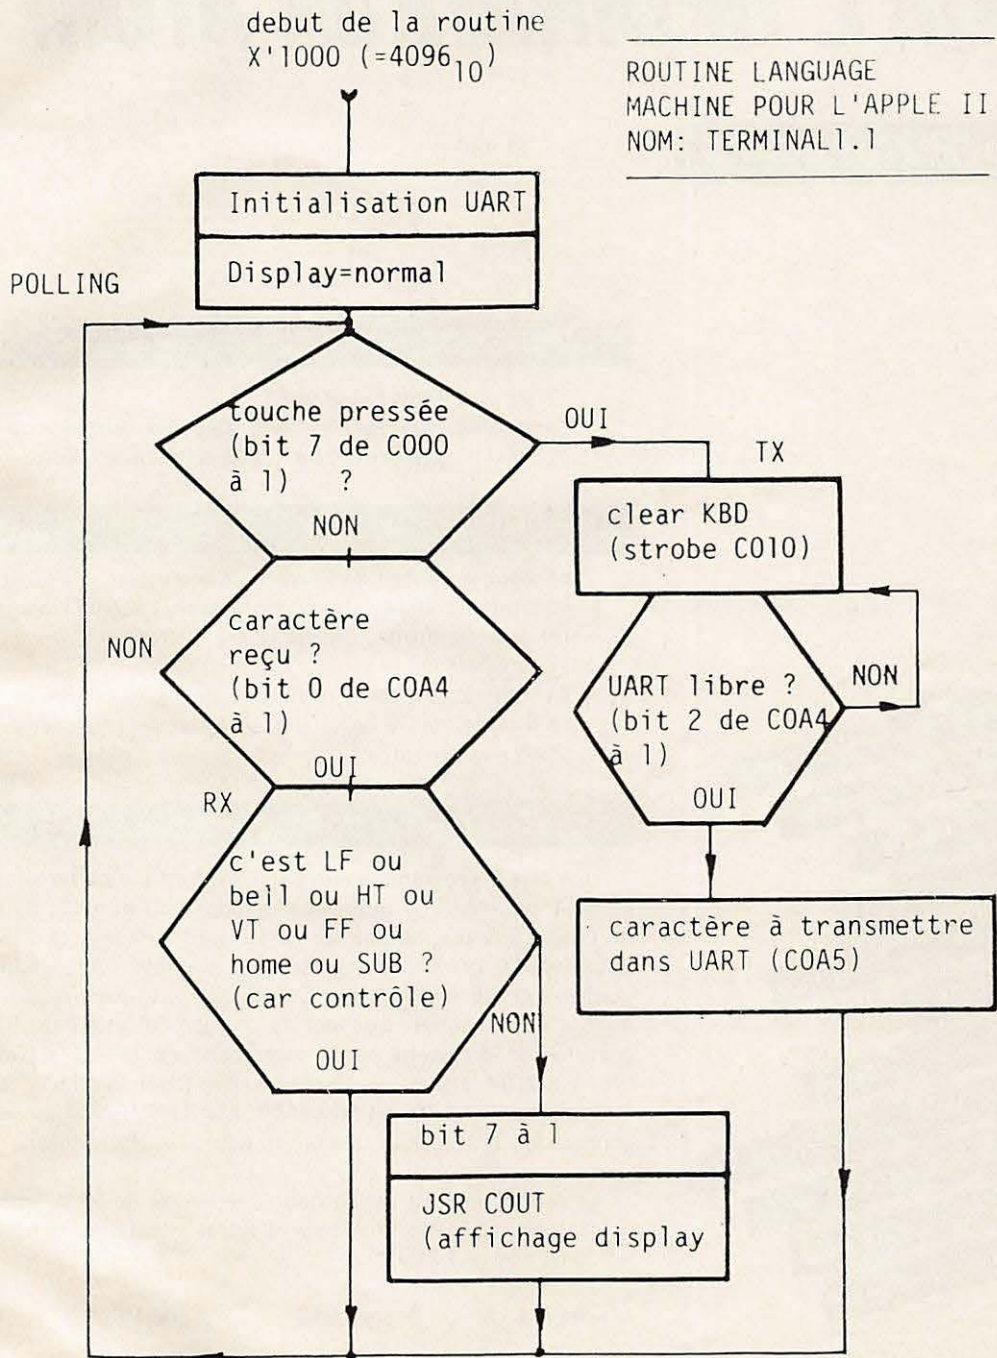 debut de la routine
X'1000 (=4096₁₀)
ROUTINE LANGUAGE
MACHINE POUR L'APPLE II
NOM: TERMINAL1.1
Initialisation UART
Display=normal
POLLING
touche pressée
(bit 7 de C000
à 1) ?
OUI
NON
TX
clear KBD
(strobe C010)
caractère
reçu ?
(bit 0 de C0A4
à 1)
NON
OUI
UART libre ?
(bit 2 de C0A4
à 1)
NON
OUI
RX
c'est LF ou
bell ou HT ou
VT ou FF ou
home ou SUB ?
(car contrôle)
NON
OUI
caractère à transmettre
dans UART (C0A5)
bit 7 à 1
JSR COUT
(affichage display